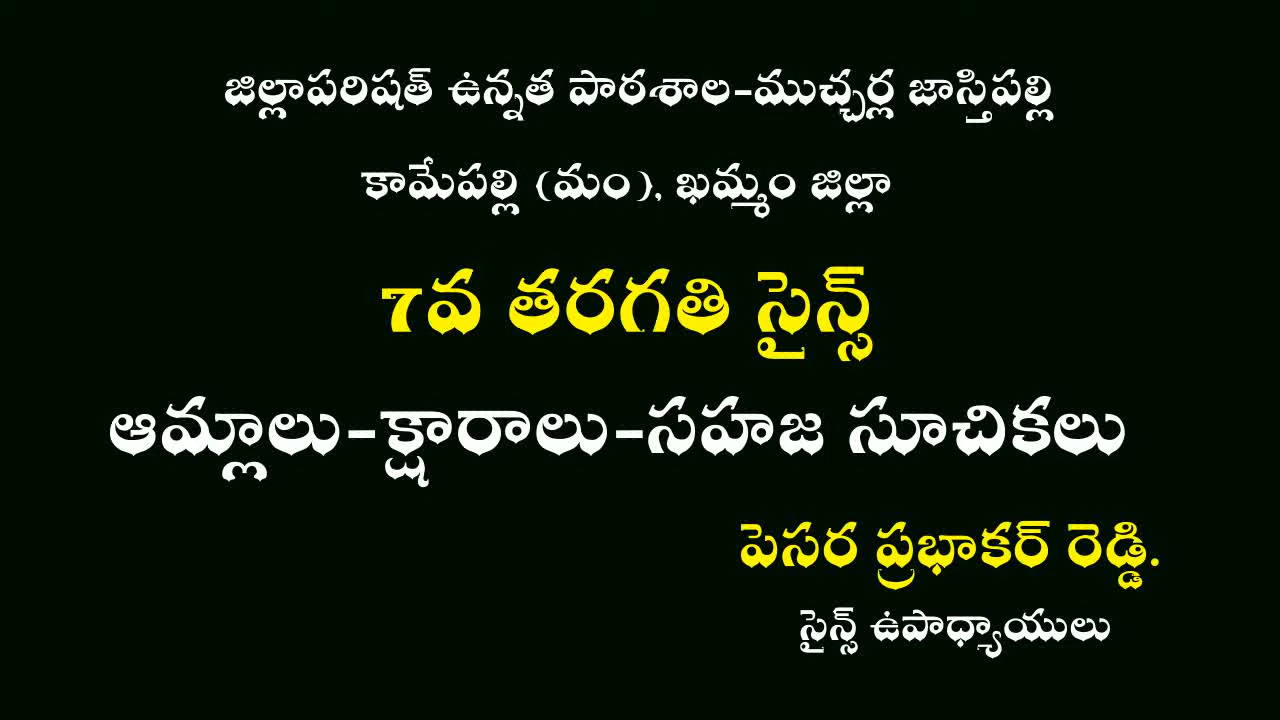 జిల్లాపరిషత్ ఉన్నత పాఠశాల-ముచ్చర్ల జాస్తిపల్లి
కామేపల్లి (మం), ఖమ్మం జిల్లా
7వ తరగతి సైన్స్
ఆమ్లాలు-క్షారాలు-సహజ సూచికలు
పెసర ప్రభాకర్ రెడ్డి.
సైన్స్ ఉపాధ్యాయులు